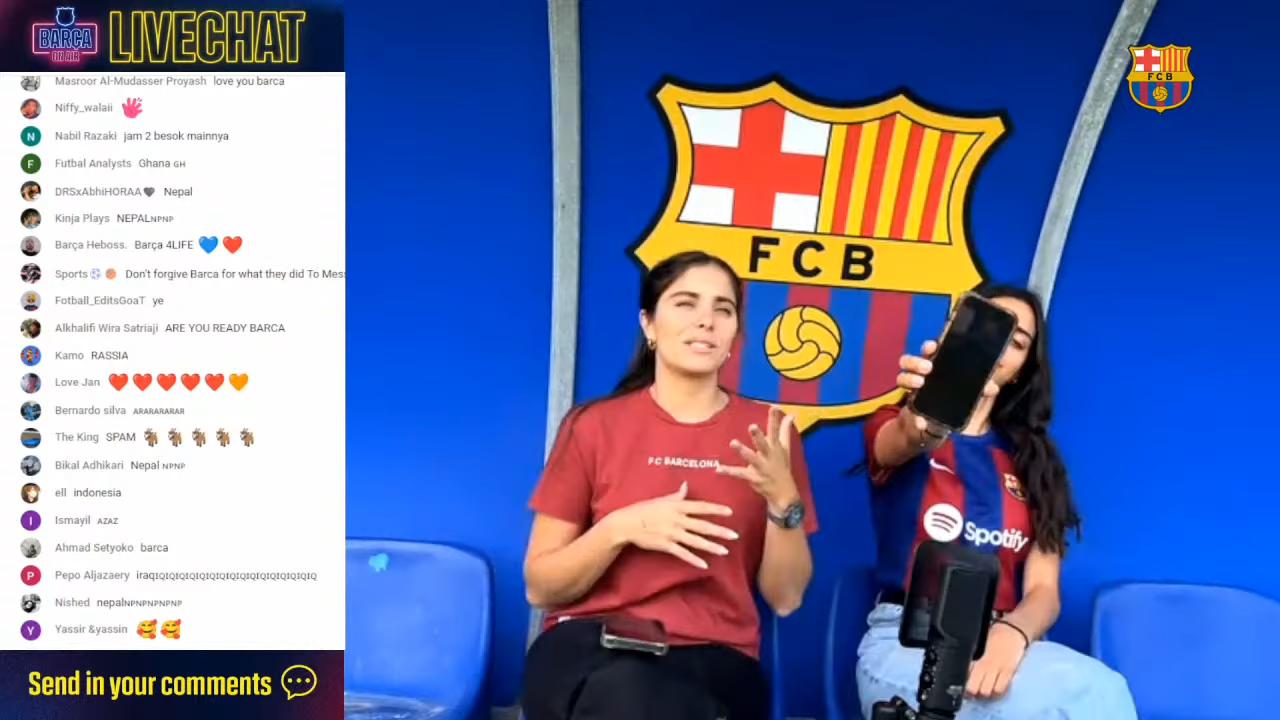 BARÇA
ON AIR
LIVECHAT
Masroor Al-Mudasser Proyash love you barca
Niffy_walaii
N Nabil Razaki jam 2 besok mainnya
F Futbal Analysts Ghana GH
DRSxAbhiHORAA🖤 Nepal
Kinja Plays NEPALNPNP
Barça Heboss. Barça 4LIFE 💙 ❤️
Sports⚽🏀 Don't forgive Barca for what they did To Mess
Fotball_EditsGoaT ye
Alkhalifi Wira Satriaji ARE YOU READY BARCA
Kamo RASSIA
Love Jan ❤️❤️❤️❤️❤️🧡
Bernardo silva ARARARARAR
The King SPAM 🐐🐐🐐🐐🐐
Bikal Adhikari Nepal NPNP
ell indonesia
I Ismayil AZAZ
Ahmad Setyoko barca
P Pepo Aljazaery iraqIQIQIQIQIQIQIQIQIQIQIQIQIQIQIQIQ
Nished nepalNPNPNPNPNP
Y Yassir &yassin 🥰🥰
Send in your comments
FCB
FCB
FC BARCELONA
Spotify